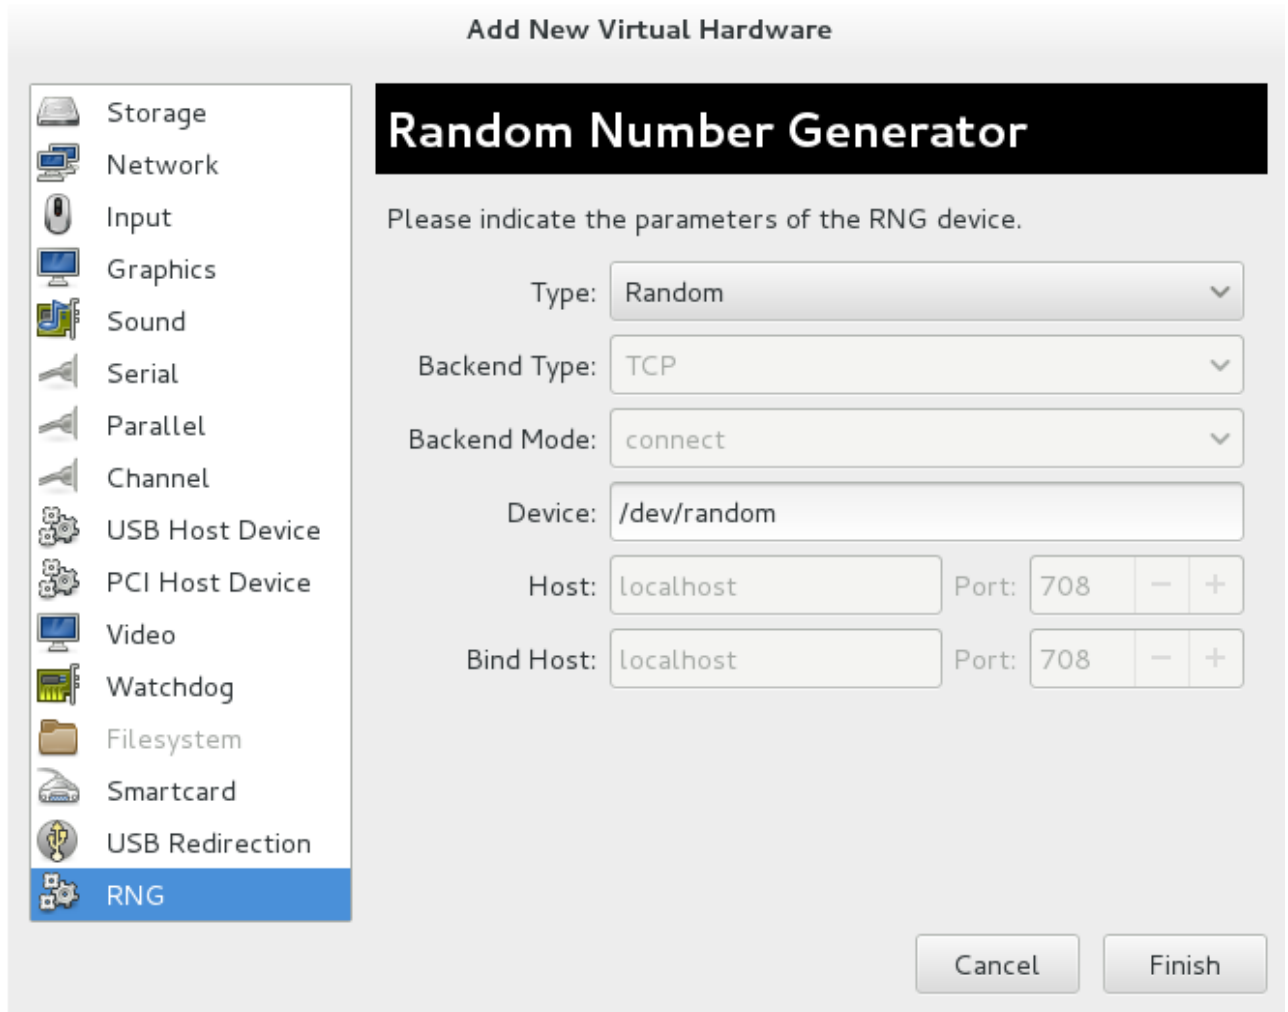 Add New Virtual Hardware
Storage
Network
Input
Graphics
Sound
Serial
Parallel
Channel
USB Host Device
PCI Host Device
Video
Watchdog
Filesystem
Smartcard
USB Redirection
RNG
Random Number Generator
Please indicate the parameters of the RNG device.
Type: Random
Backend Type: TCP
Backend Mode: connect
Device: /dev/random
Host: localhost Port: 708 − +
Bind Host: localhost Port: 708 − +
Cancel Finish